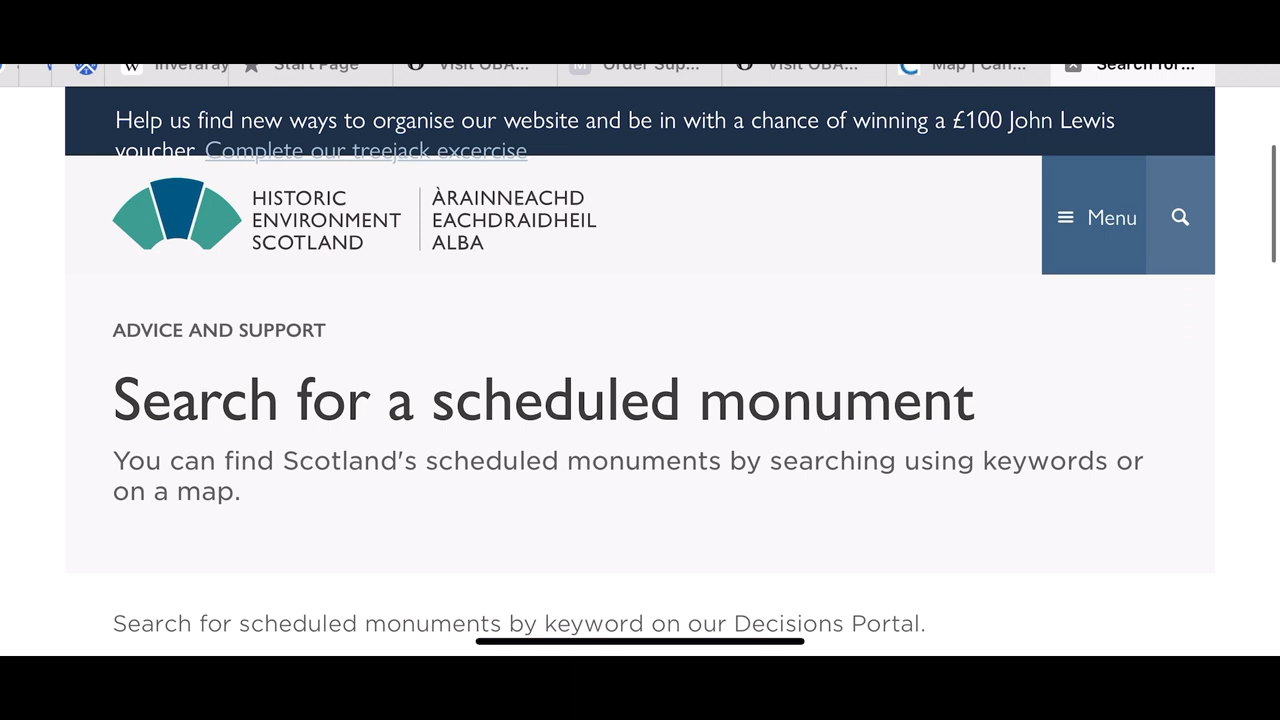 Inveraray
Start Page
Visit OBA...
Order Sup...
Visit OBA...
Map | Can...
Search for...
Help us find new ways to organise our website and be in with a chance of winning a £100 John Lewis
voucher. Complete our treejack excercise
HISTORIC
ENVIRONMENT
SCOTLAND
ÀRAINNEACHD
EACHDRAIDHEIL
ALBA
Menu
ADVICE AND SUPPORT
Search for a scheduled monument
You can find Scotland's scheduled monuments by searching using keywords or
on a map.
Search for scheduled monuments by keyword on our Decisions Portal.